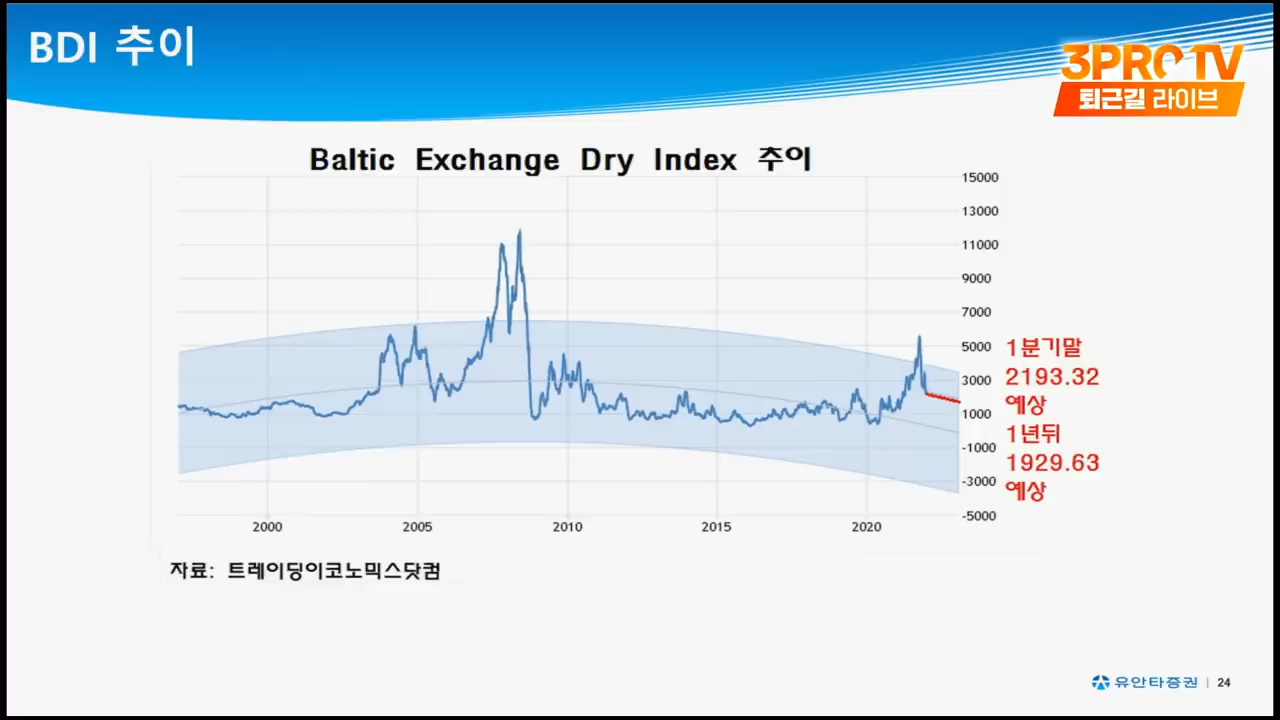 BDI 추이
3PRO TV
퇴근길 라이브
Baltic Exchange Dry Index 추이
15000
13000
11000
9000
7000
5000
3000
1000
-1000
-3000
-5000
1분기말
2193.32
예상
1년뒤
1929.63
예상
2000 2005 2010 2015 2020
자료: 트레이딩이코노믹스닷컴
유안타증권 | 24